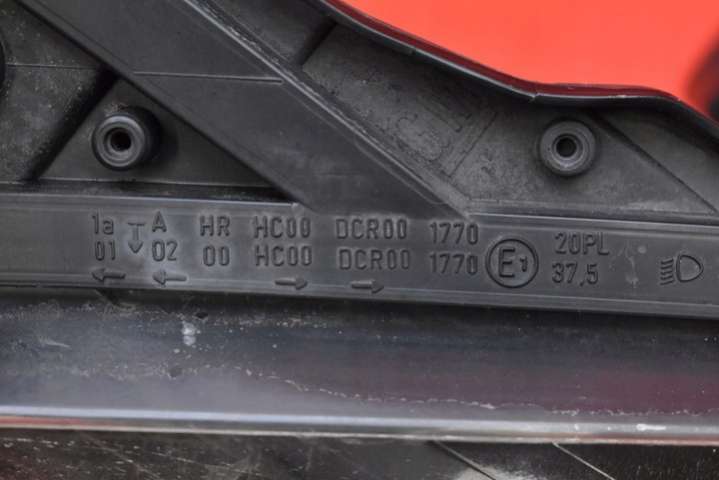 1a A HR HC00 DCR00 1770
01 02 00 HC00 DCR00 1770 E1
20PL
37,5